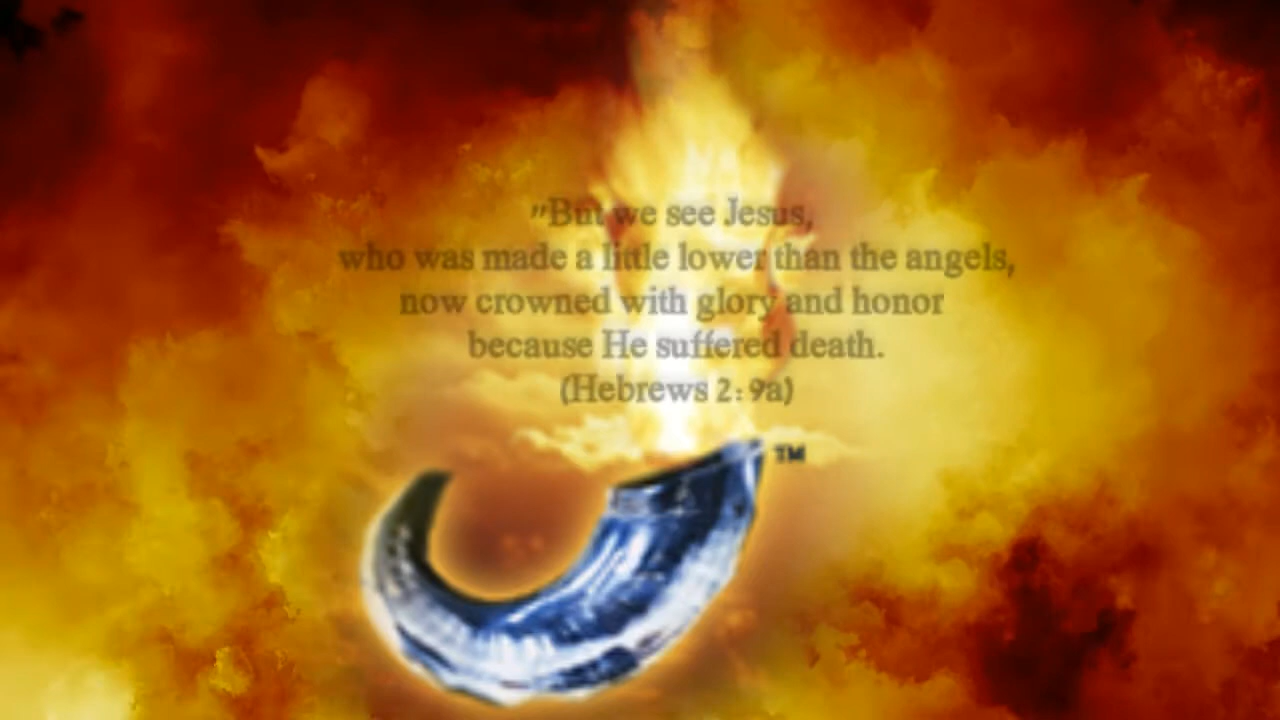 "But we see Jesus,
who was made a little lower than the angels,
now crowned with glory and honor
because He suffered death.
(Hebrews 2:9a)
TM